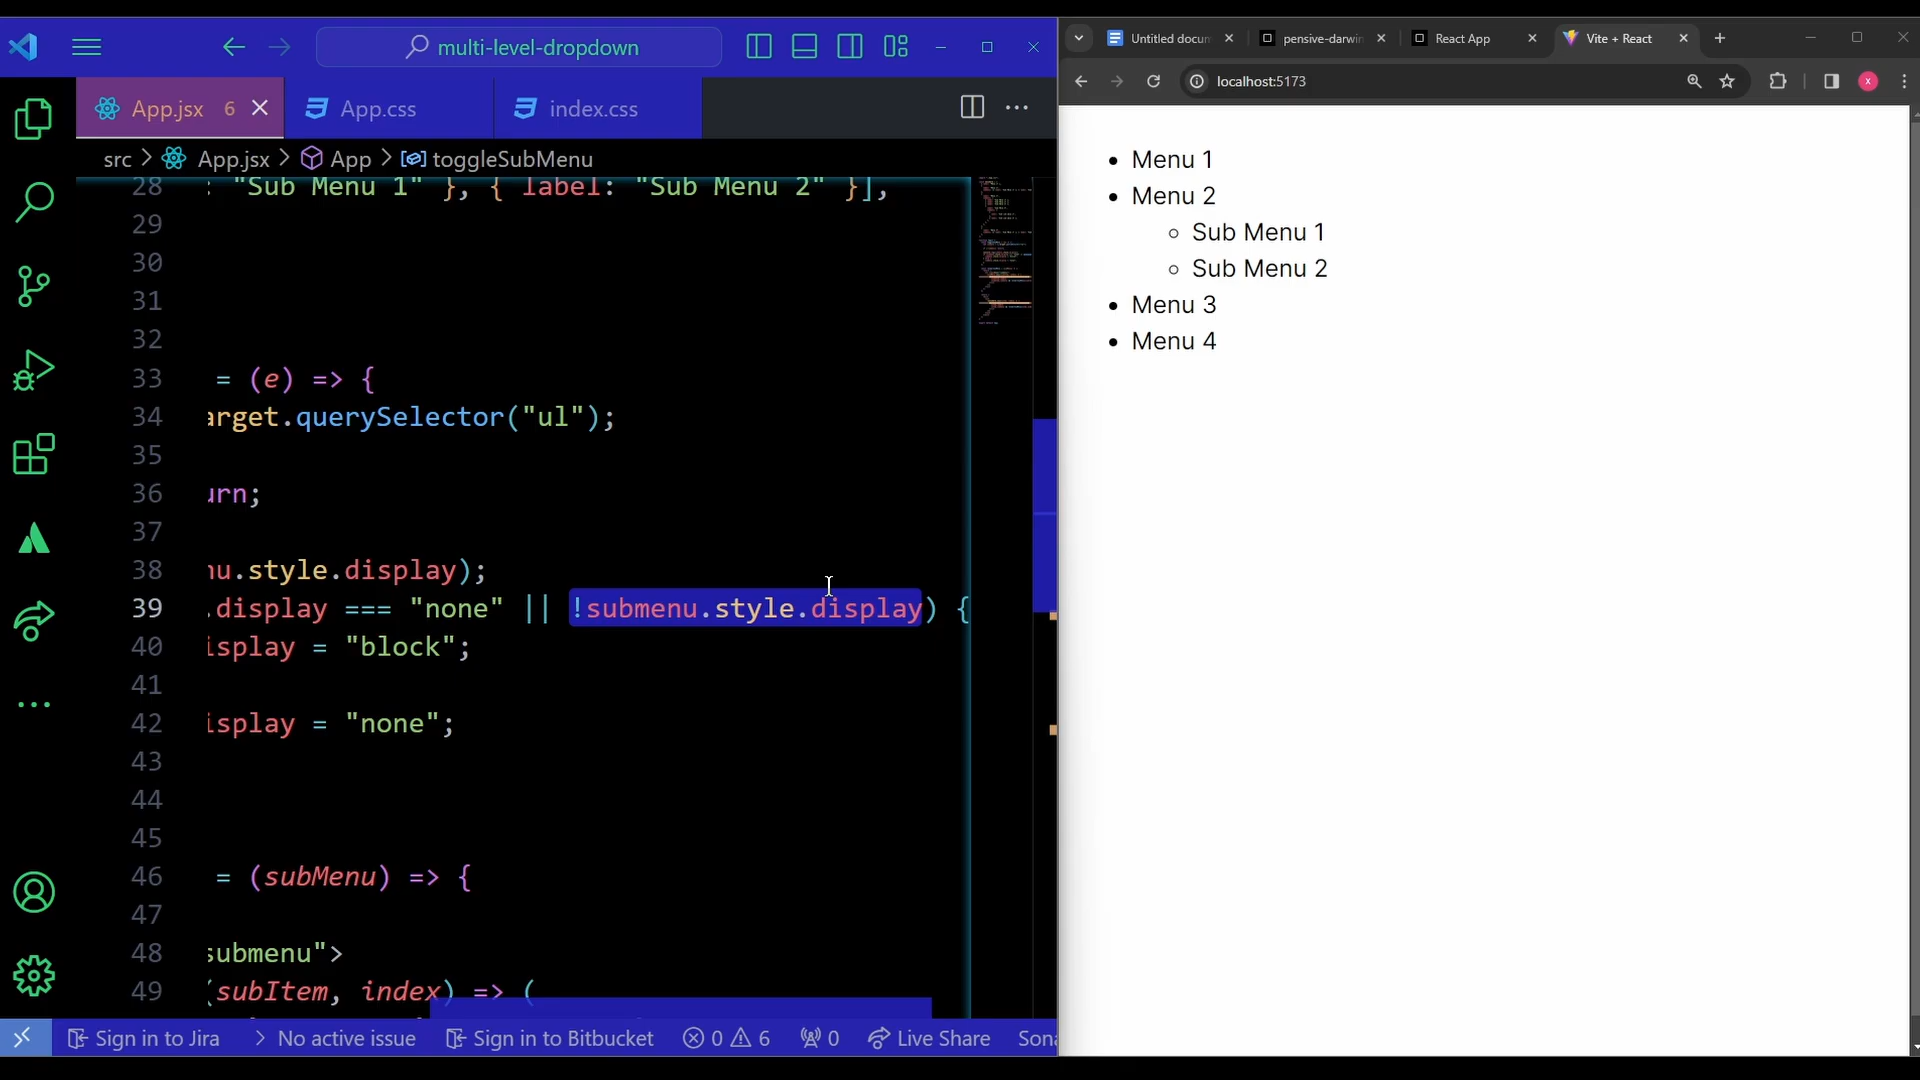 multi-level-dropdown
App.jsx 6
App.css
index.css
src > App.jsx > App > toggleSubMenu
28 : "Sub Menu 1" }, { label: "Sub Menu 2" }],
29
30
31
32
33 = (e) => {
34 arget.querySelector("ul");
35
36 urn;
37
38 nu.style.display);
39 .display === "none" || !submenu.style.display) {
40 isplay = "block";
41
42 isplay = "none";
43
44
45
46 = (subMenu) => {
47
48 submenu">
49 (subItem, index) => (
Sign in to Jira
No active issue
Sign in to Bitbucket
0 6
0
Live Share
Sona
Untitled docum
pensive-darwin
React App
Vite + React
localhost:5173
x
Menu 1
Menu 2
Sub Menu 1
Sub Menu 2
Menu 3
Menu 4